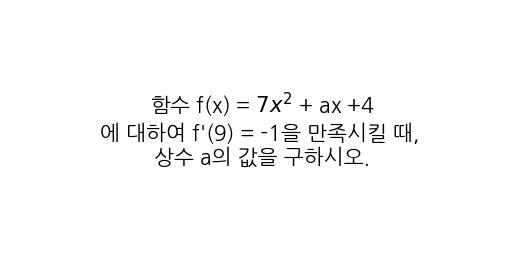 함수 f(x) = 7x² + ax +4
에 대하여 f'(9) = -1을 만족시킬 때,
상수 a의 값을 구하시오.